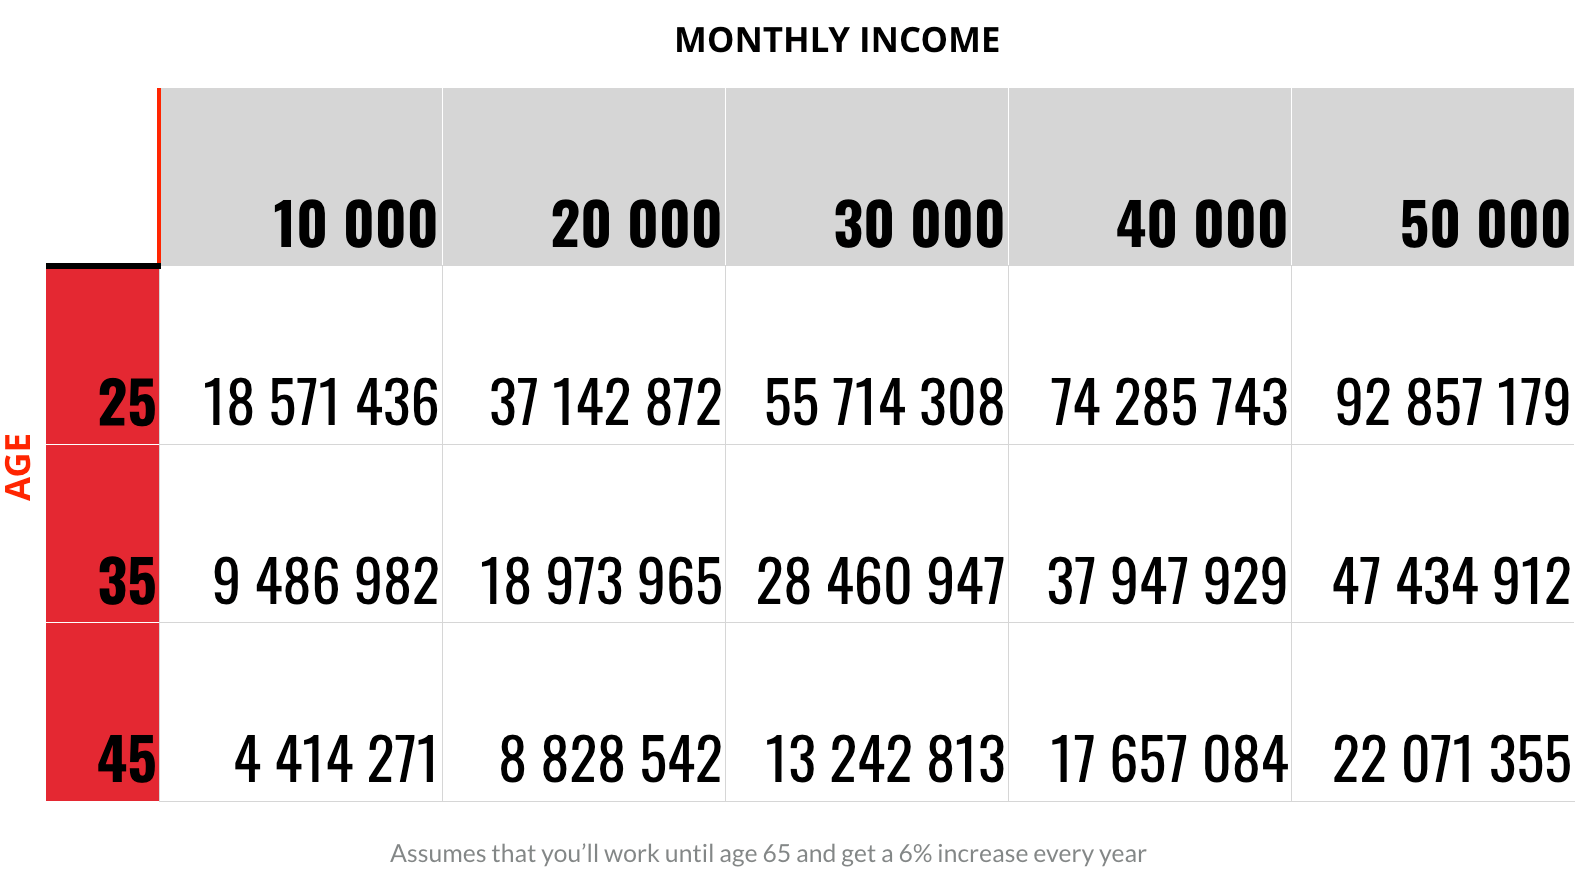 MONTHLY INCOME
10 000 20 000 30 000 40 000 50 000
AGE
25 18 571 436 37 142 872 55 714 308 74 285 743 92 857 179
35 9 486 982 18 973 965 28 460 947 37 947 929 47 434 912
45 4 414 271 8 828 542 13 242 813 17 657 084 22 071 355
Assumes that you’ll work until age 65 and get a 6% increase every year